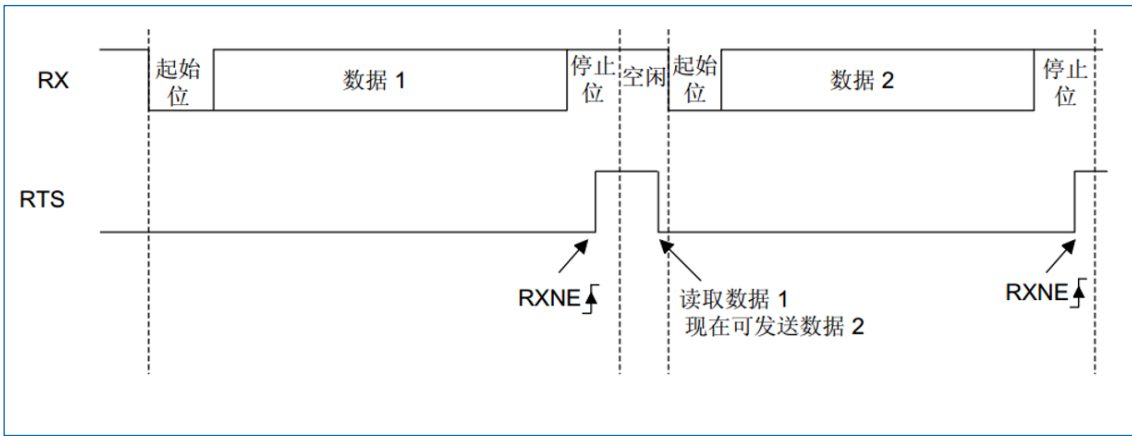 RX
起始
位
数据 1
停止
位
空闲
起始
位
数据 2
停止
位
RTS
RXNE
读取数据 1
现在可发送数据 2
RXNE